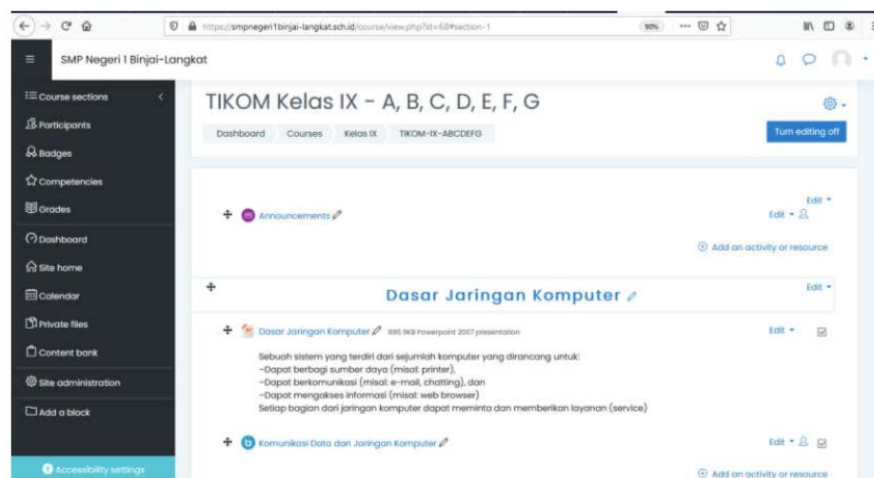 https://smpnegeri1binjai-langkat.sch.id/course/view.php?id=68#section-1
90%
SMP Negeri 1 Binjai-Langkat
Course sections
Participants
Badges
Competencies
Grades
Dashboard
Site home
Calendar
Private files
Content bank
Site administration
Add a block
Accessibility settings
TIKOM Kelas IX - A, B, C, D, E, F, G
Dashboard Courses Kelas IX TIKOM-IX-ABCDEFG
Turn editing off
Edit
Announcements Edit
Add an activity or resource
Dasar Jaringan Komputer Edit
Dasar Jaringan Komputer 895.9KB Powerpoint 2007 presentation Edit
Sebuah sistem yang terdiri dari sejumlah komputer yang dirancang untuk:
-Dapat berbagi sumber daya (misal: printer),
-Dapat berkomunikasi (misal: e-mail, chatting), dan
-Dapat mengakses informasi (misal: web browser)
Setiap bagian dari jaringan komputer dapat meminta dan memberikan layanan (service)
Komunikasi Data dan Jaringan Komputer Edit
Add an activity or resource